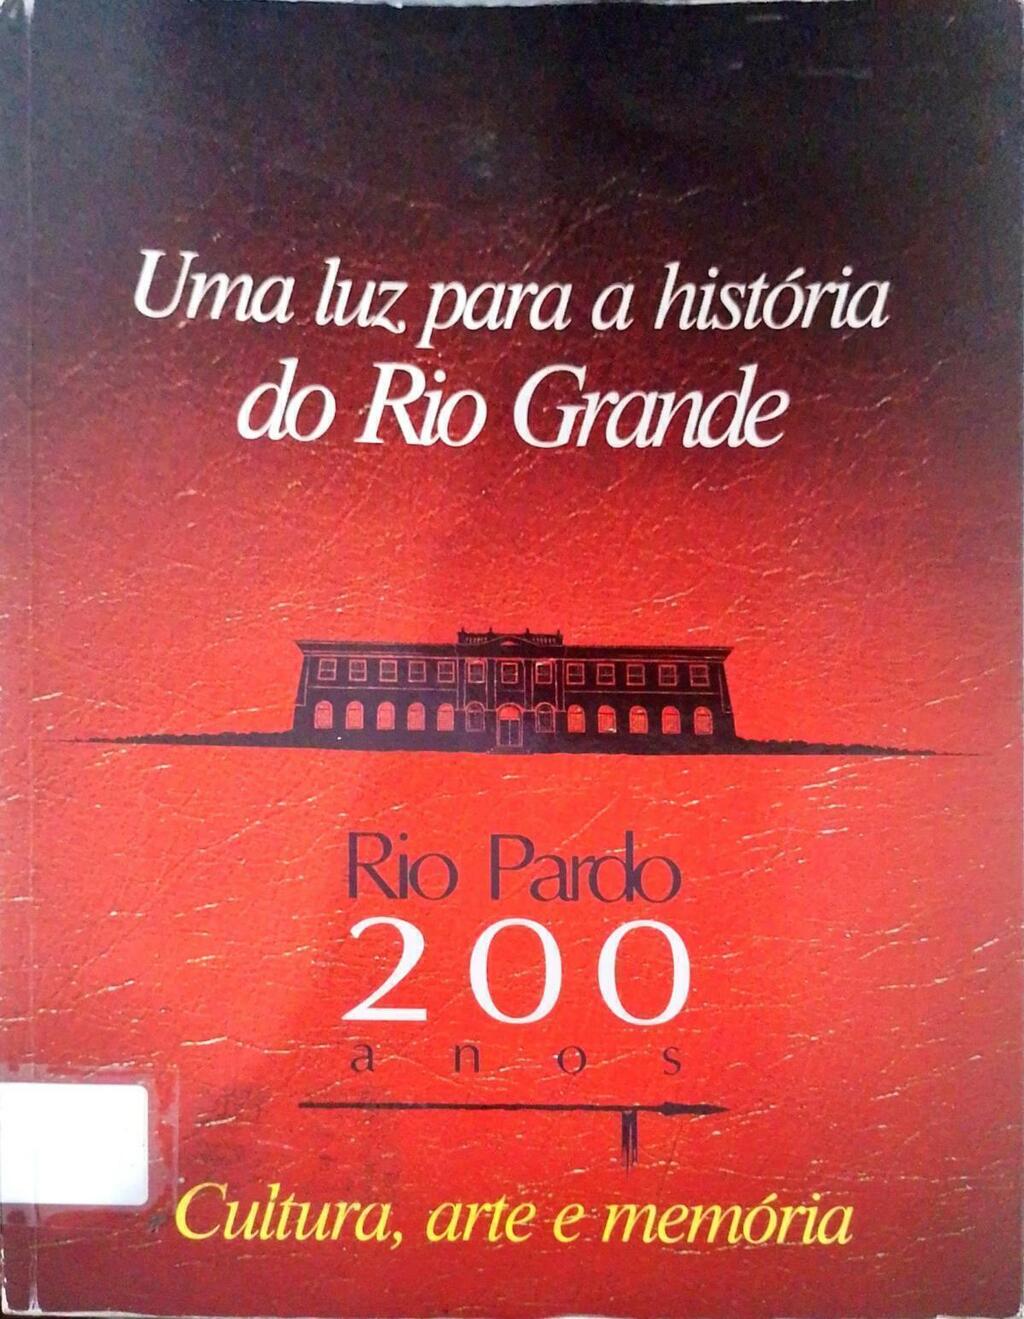 Uma luz para a história
do Rio Grande
Rio Pardo
200
anos
Cultura, arte e memória